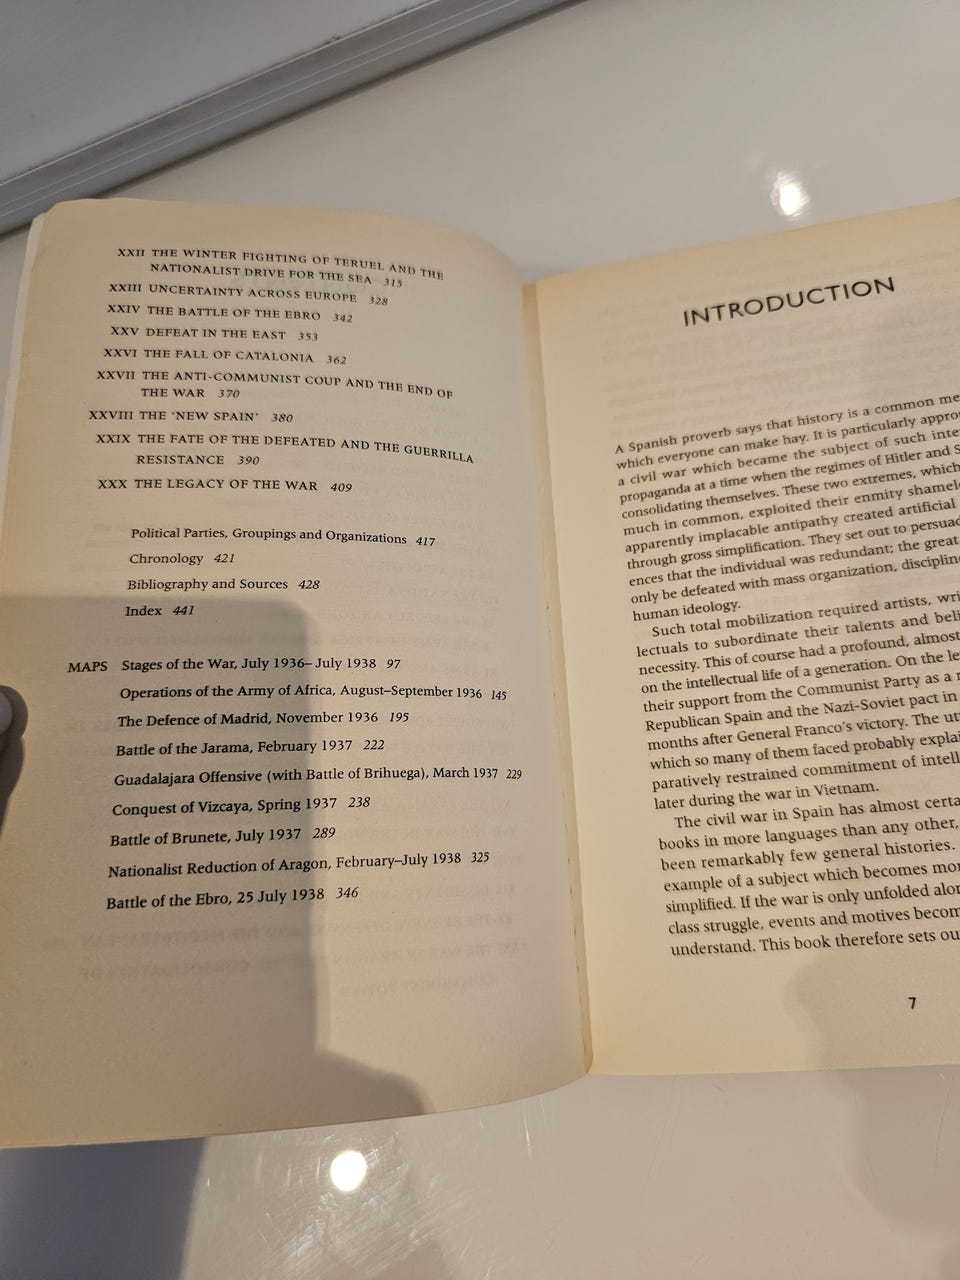 XXII THE WINTER FIGHTING OF TERUEL AND THE
NATIONALIST DRIVE FOR THE SEA 315
XXIII UNCERTAINTY ACROSS EUROPE 328
XXIV THE BATTLE OF THE EBRO 342
XXV DEFEAT IN THE EAST 353
XXVI THE FALL OF CATALONIA 362
XXVII THE ANTI-COMMUNIST COUP AND THE END OF
THE WAR 370
XXVIII THE ‘NEW SPAIN’ 380
XXIX THE FATE OF THE DEFEATED AND THE GUERRILLA
RESISTANCE 390
XXX THE LEGACY OF THE WAR 409
Political Parties, Groupings and Organizations 417
Chronology 421
Bibliography and Sources 428
Index 441
MAPS Stages of the War, July 1936–July 1938 97
Operations of the Army of Africa, August–September 1936 145
The Defence of Madrid, November 1936 195
Battle of the Jarama, February 1937 222
Guadalajara Offensive (with Battle of Brihuega), March 1937 229
Conquest of Vizcaya, Spring 1937 238
Battle of Brunete, July 1937 289
Nationalist Reduction of Aragon, February–July 1938 325
Battle of the Ebro, 25 July 1938 346
INTRODUCTION
A Spanish proverb says that history is a common me
which everyone can make hay. It is particularly appro
a civil war which became the subject of such inte
propaganda at a time when the regimes of Hitler and S
consolidating themselves. These two extremes, which
much in common, exploited their enmity shamel
apparently implacable antipathy created artificial
through gross simplification. They set out to persuad
ences that the individual was redundant; the great
only be defeated with mass organization, disciplin
human ideology.
Such total mobilization required artists, wri
lectuals to subordinate their talents and beli
necessity. This of course had a profound, almost
on the intellectual life of a generation. On the le
their support from the Communist Party as a r
Republican Spain and the Nazi-Soviet pact in
months after General Franco's victory. The ut
which so many of them faced probably explai
paratively restrained commitment of intell
later during the war in Vietnam.
The civil war in Spain has almost certa
books in more languages than any other,
been remarkably few general histories.
example of a subject which becomes mor
simplified. If the war is only unfolded alon
class struggle, events and motives becom
understand. This book therefore sets ou
7